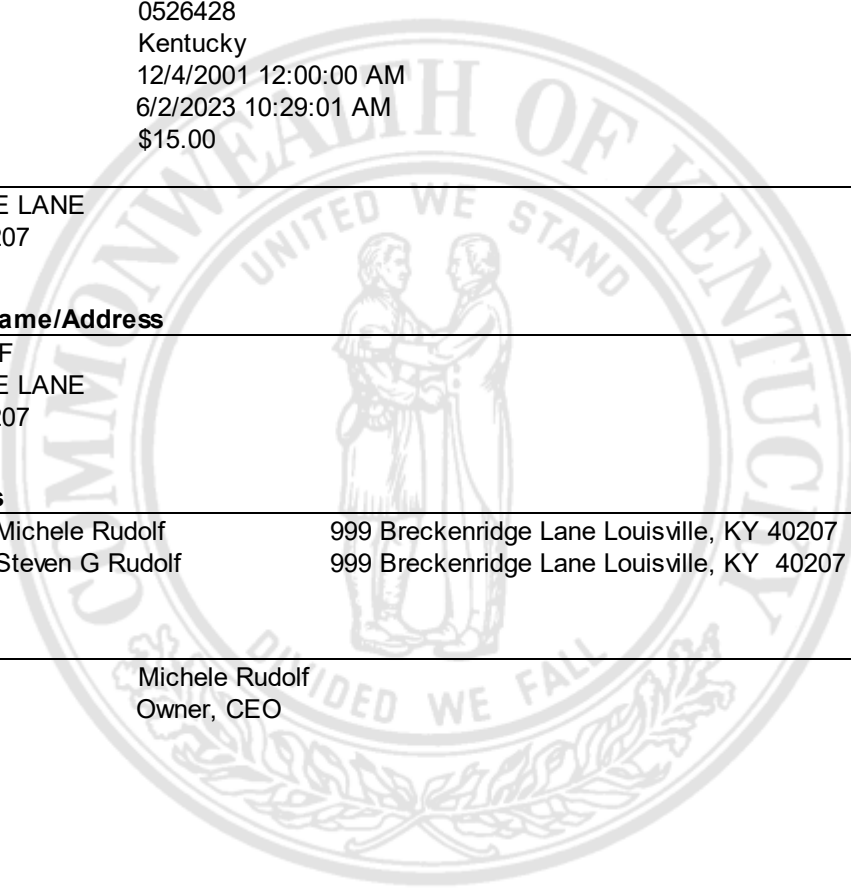 0526428
Kentucky
12/4/2001 12:00:00 AM
6/2/2023 10:29:01 AM
$15.00
E LANE
207
ame/Address
F
E LANE
207
s
Michele Rudolf 999 Breckenridge Lane Louisville, KY 40207
Steven G Rudolf 999 Breckenridge Lane Louisville, KY 40207
Michele Rudolf
Owner, CEO
COMMONWEALTH OF KENTUCKY
UNITED WE STAND
DIVIDED WE FALL